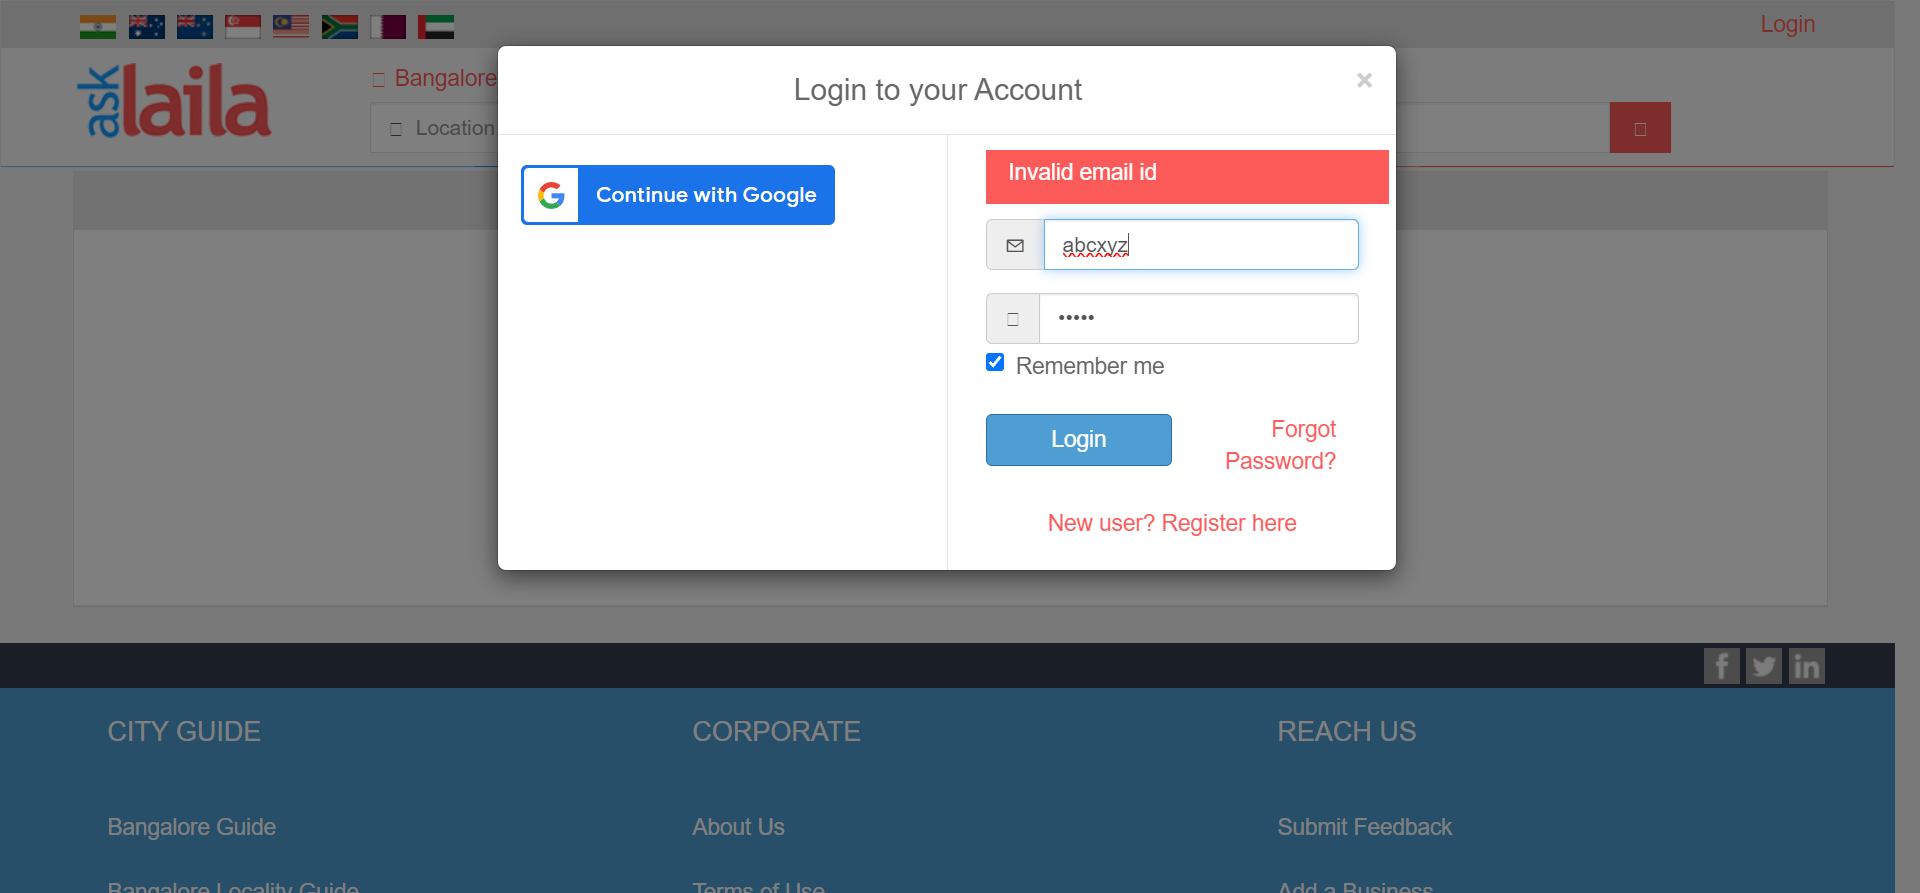 Login
ask laila
Bangalore
Location
Login to your Account
×
Continue with Google
Invalid email id
abcxyz
•••••
Remember me
Login
Forgot
Password?
New user? Register here
CITY GUIDE
CORPORATE
REACH US
Bangalore Guide
About Us
Submit Feedback
Bangalore Locality Guide
Terms of Use
Add a Business